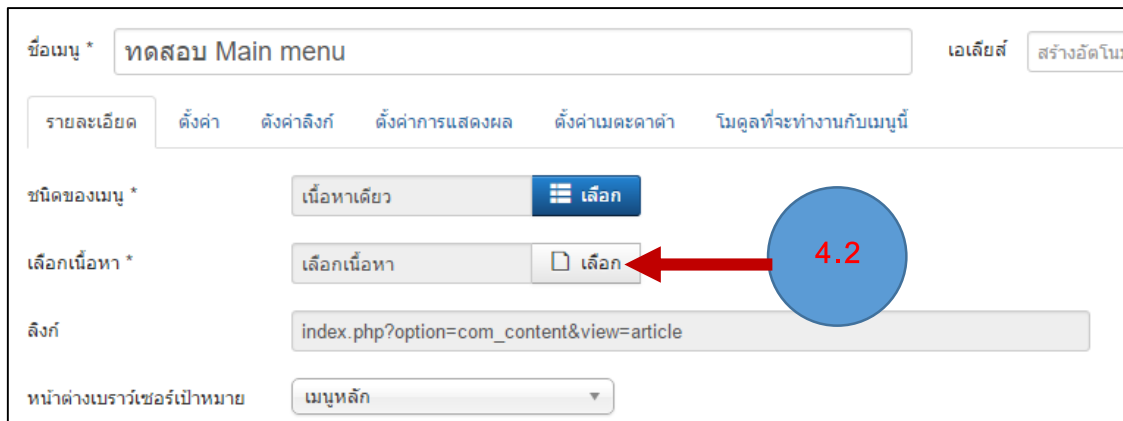 ชื่อเมนู * ทดสอบ Main menu เอเลียส์ สร้างอัตโน
รายละเอียด ตั้งค่า ดังค่าลิงก์ ตั้งค่าการแสดงผล ตั้งค่าเมตะดาต้า โมดูลที่จะทำงานกับเมนูนี้
ชนิดของเมนู * เนื้อหาเดียว เลือก
เลือกเนื้อหา * เลือกเนื้อหา เลือก 4.2
ลิงก์ index.php?option=com_content&view=article
หน้าต่างเบราว์เซอร์เป้าหมาย เมนูหลัก